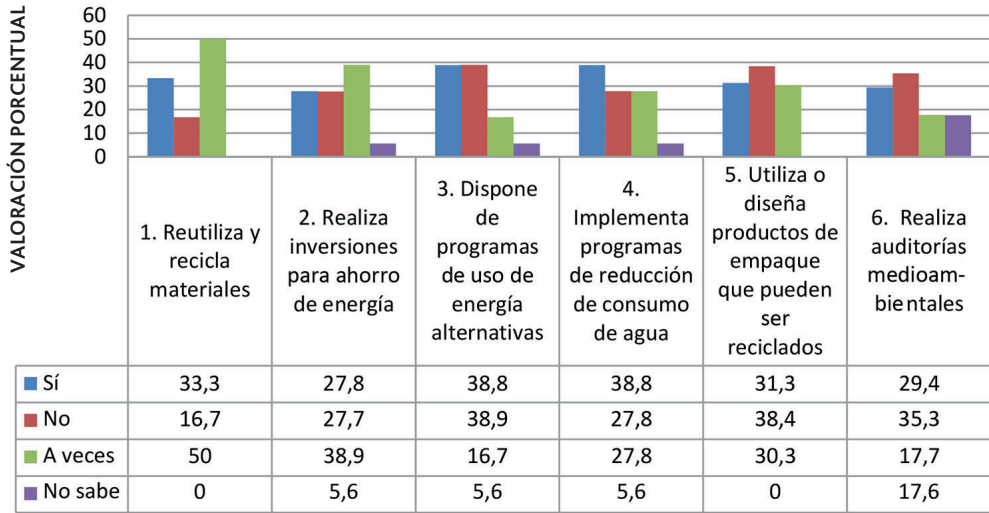 VALORACIÓN PORCENTUAL
60
50
40
30
20
10
0
1. Reutiliza y
recicla
materiales
2. Realiza
inversiones
para ahorro
de energía
3. Dispone
de
programas
de uso de
energía
alternativas
4.
Implementa
programas
de reducción
de consumo
de agua
5. Utiliza o
diseña
productos de
empaque
que pueden
ser
reciclados
6. Realiza
auditorías
medioam-
bientales
Sí 33,3 27,8 38,8 38,8 31,3 29,4
No 16,7 27,7 38,9 27,8 38,4 35,3
A veces 50 38,9 16,7 27,8 30,3 17,7
No sabe 0 5,6 5,6 5,6 0 17,6